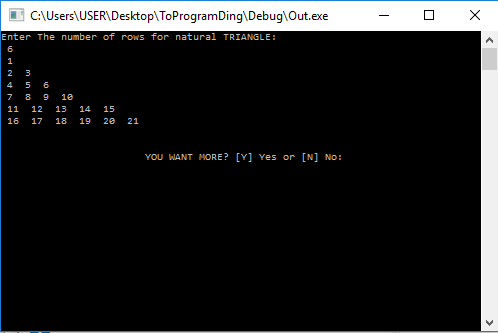 C:\Users\USER\Desktop\ToProgramDing\Debug\Out.exe
Enter The number of rows for natural TRIANGLE:
6
1
2 3
4 5 6
7 8 9 10
11 12 13 14 15
16 17 18 19 20 21
YOU WANT MORE? [Y] Yes or [N] No: